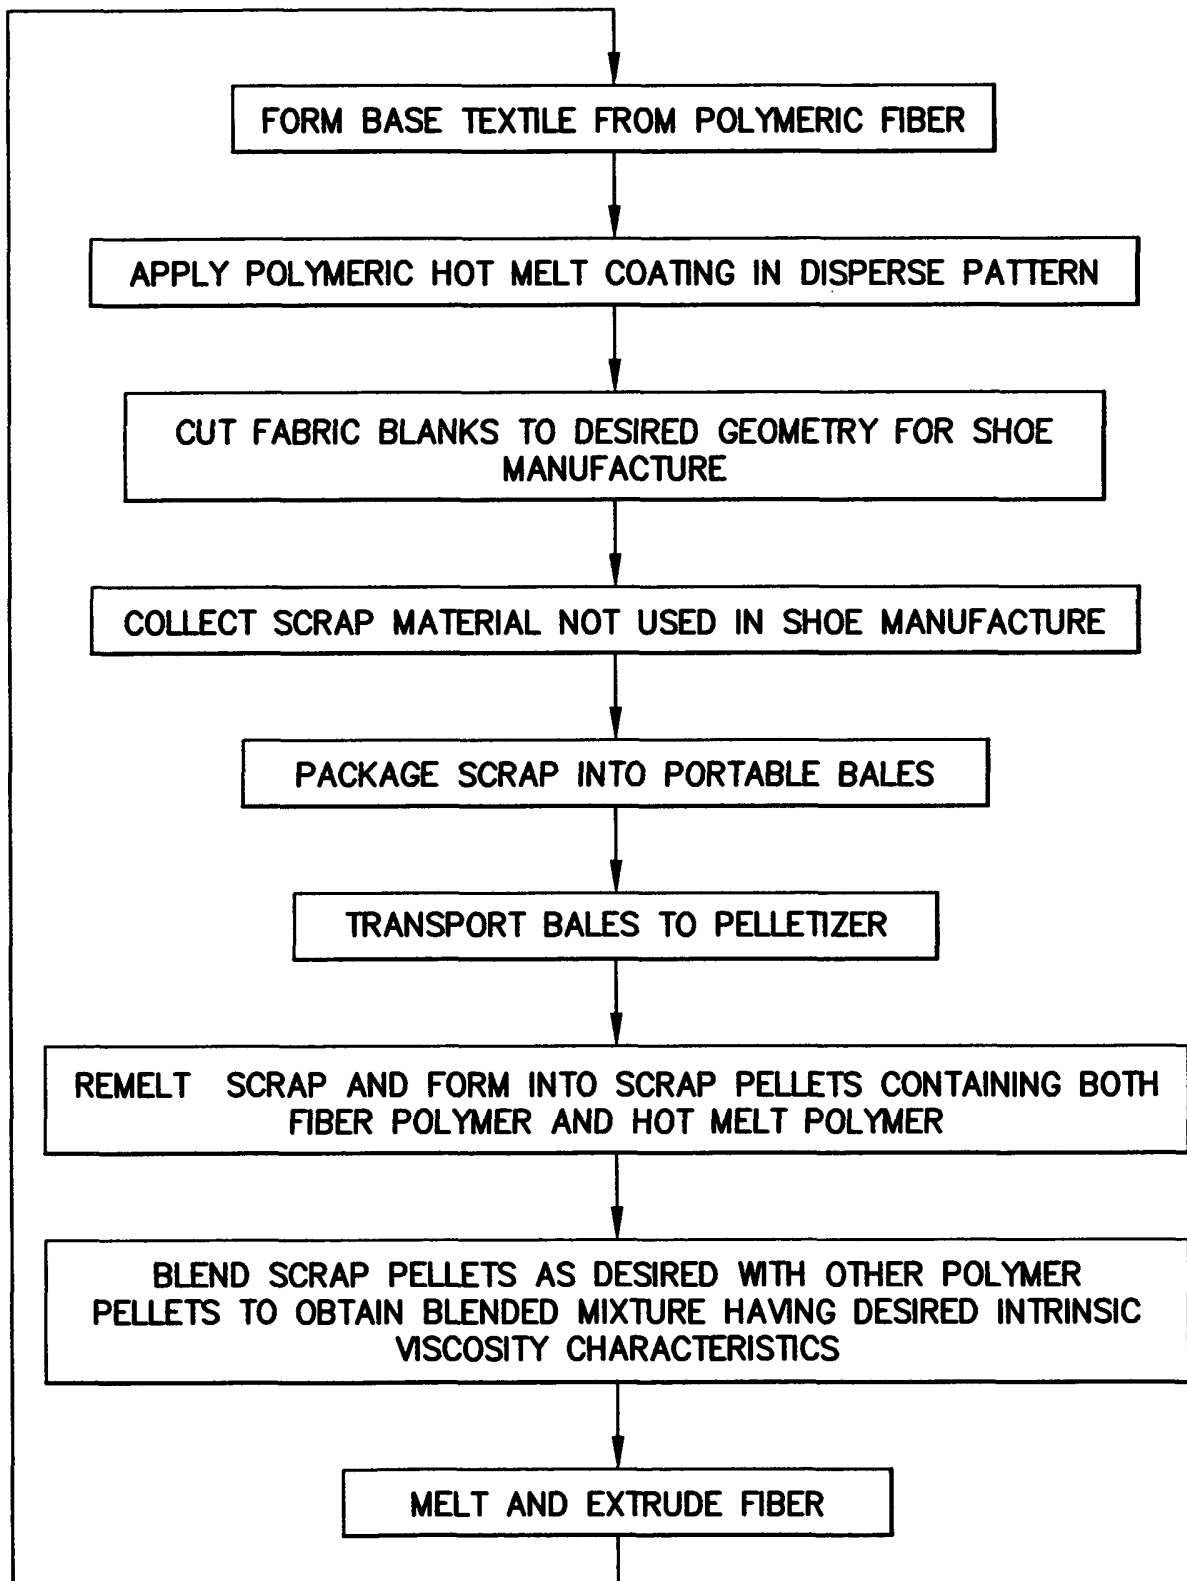 FORM BASE TEXTILE FROM POLYMERIC FIBER
APPLY POLYMERIC HOT MELT COATING IN DISPERSE PATTERN
CUT FABRIC BLANKS TO DESIRED GEOMETRY FOR SHOE
MANUFACTURE
COLLECT SCRAP MATERIAL NOT USED IN SHOE MANUFACTURE
PACKAGE SCRAP INTO PORTABLE BALES
TRANSPORT BALES TO PELLETIZER
REMELT SCRAP AND FORM INTO SCRAP PELLETS CONTAINING BOTH
FIBER POLYMER AND HOT MELT POLYMER
BLEND SCRAP PELLETS AS DESIRED WITH OTHER POLYMER
PELLETS TO OBTAIN BLENDED MIXTURE HAVING DESIRED INTRINSIC
VISCOSITY CHARACTERISTICS
MELT AND EXTRUDE FIBER